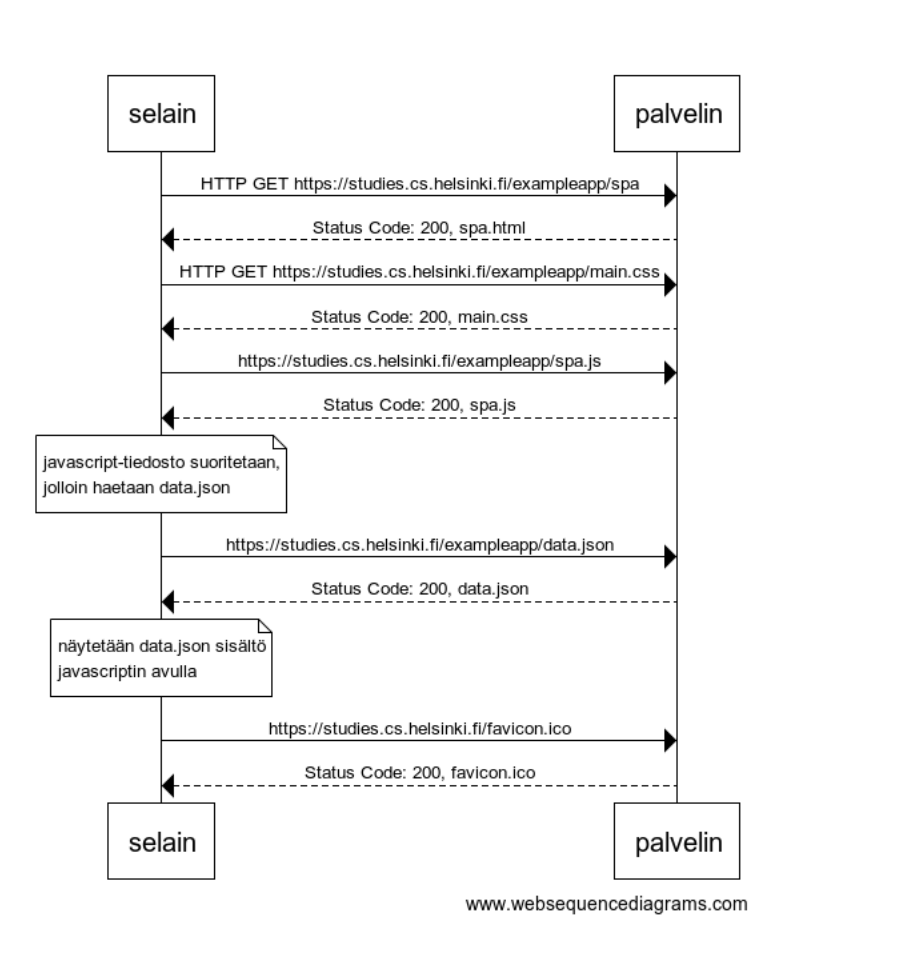 selain
palvelin
HTTP GET https://studies.cs.helsinki.fi/exampleapp/spa
Status Code: 200, spa.html
HTTP GET https://studies.cs.helsinki.fi/exampleapp/main.css
Status Code: 200, main.css
https://studies.cs.helsinki.fi/exampleapp/spa.js
Status Code: 200, spa.js
javascript-tiedosto suoritetaan,
jolloin haetaan data.json
https://studies.cs.helsinki.fi/exampleapp/data.json
Status Code: 200, data.json
näytetään data.json sisältö
javascriptin avulla
https://studies.cs.helsinki.fi/favicon.ico
Status Code: 200, favicon.ico
selain
palvelin
www.websequencediagrams.com